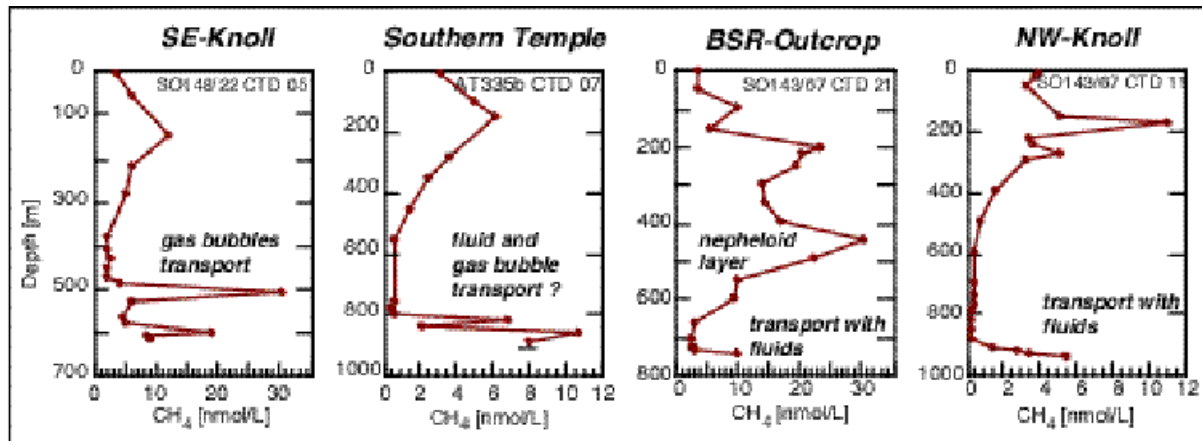 SE-Knoll
SO148/22 CTD 05
0
100
300
500
700
Depth [m]
gas bubbles
transport
0 10 20 30
CH4 [nmol/L]
Southern Temple
AT335b CTD 07
0
200
400
600
800
1000
fluid and
gas bubble
transport ?
0 2 4 6 8 10 12
CH4 [nmol/L]
BSR-Outcrop
SO143/67 CTD 21
0
200
400
600
800
nepheloid
layer
transport with
fluids
0 10 20 30
CH4 [nmol/L]
NW-Knoll
SO143/67 CTD 11
0
200
400
600
800
1000
transport with
fluids
0 2 4 6 8 10 12
CH4 [nmol/L]